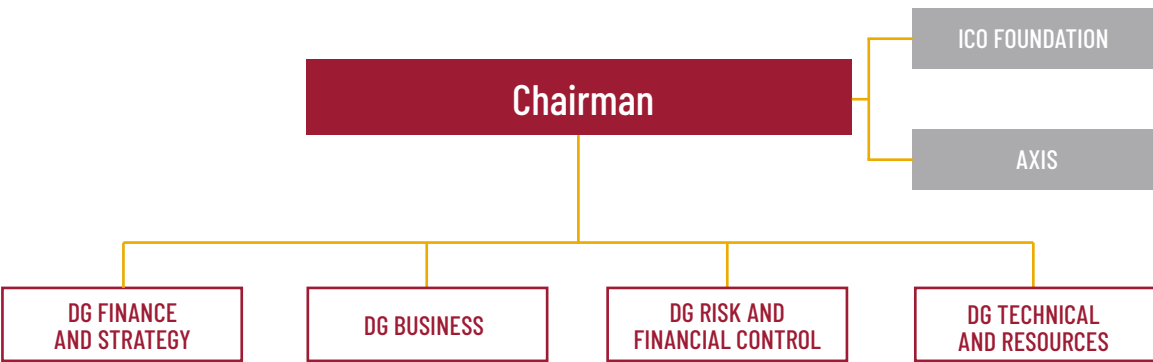 ICO FOUNDATION
Chairman
AXIS
DG FINANCE
AND STRATEGY
DG BUSINESS
DG RISK AND
FINANCIAL CONTROL
DG TECHNICAL
AND RESOURCES